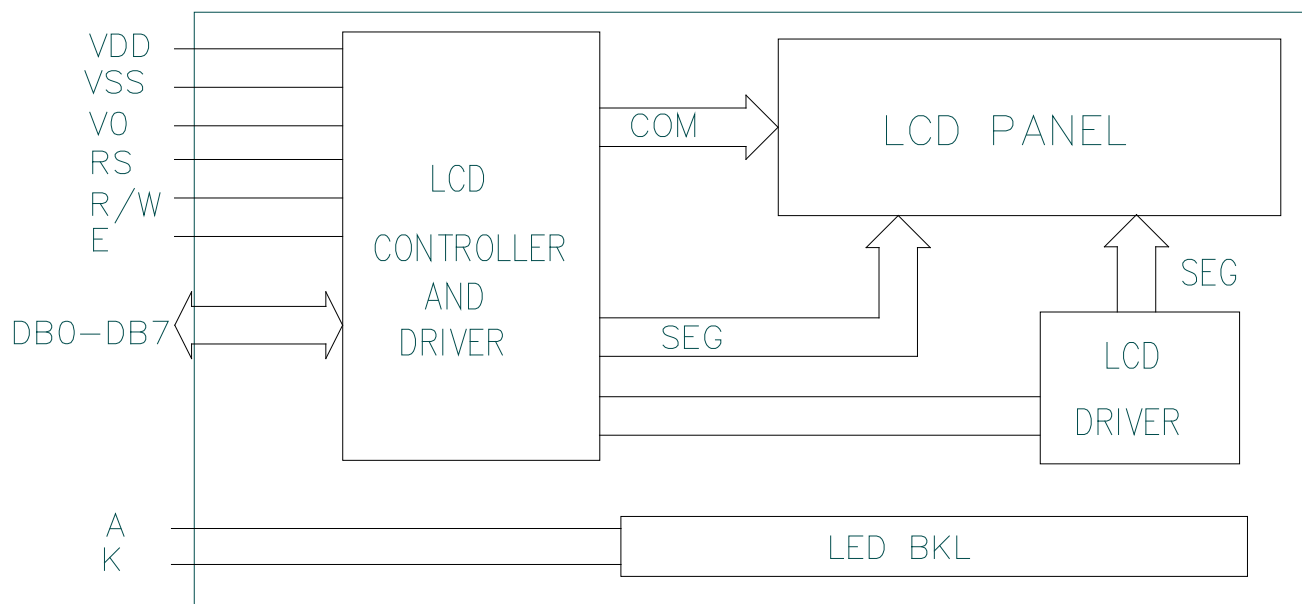 VDD
VSS
V0
RS
R/W
E
DB0-DB7
LCD
CONTROLLER
AND
DRIVER
COM
LCD PANEL
SEG
SEG
LCD
DRIVER
A
K
LED BKL